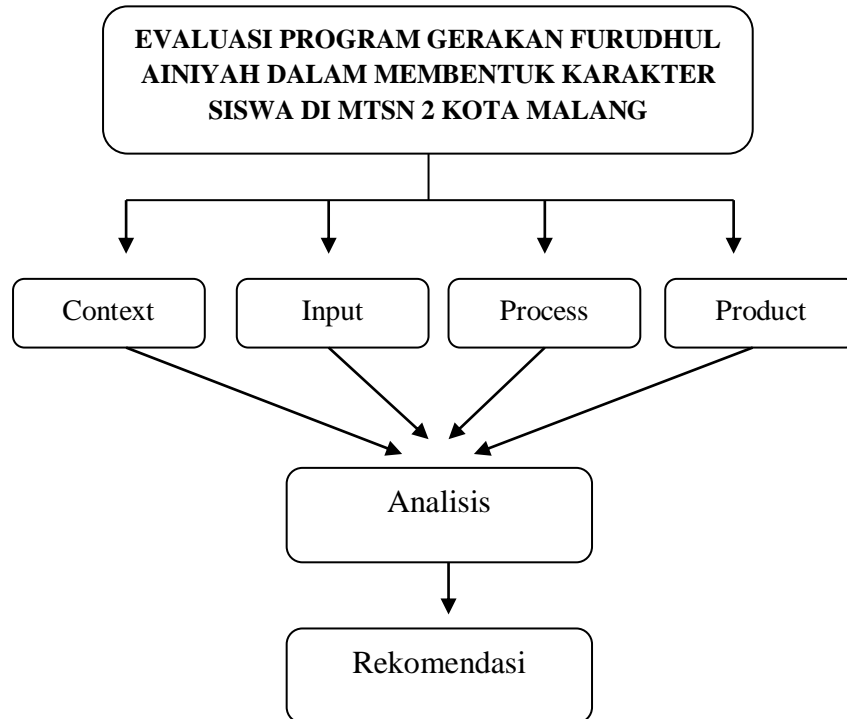 EVALUASI PROGRAM GERAKAN FURUDHUL
AINIYAH DALAM MEMBENTUK KARAKTER
SISWA DI MTSN 2 KOTA MALANG
Context
Input
Process
Product
Analisis
Rekomendasi